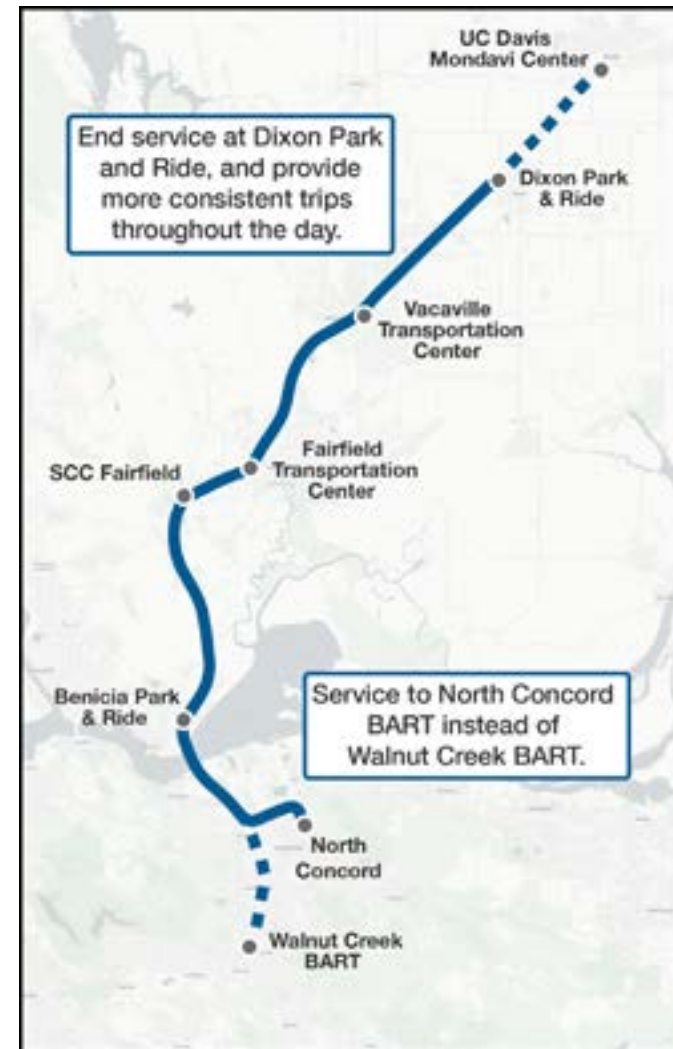 UC Davis
Mondavi Center
End service at Dixon Park
and Ride, and provide
more consistent trips
throughout the day.
Dixon Park
& Ride
Vacaville
Transportation
Center
Fairfield
Transportation
Center
SCC Fairfield
Benicia Park
& Ride
Service to North Concord
BART instead of
Walnut Creek BART.
North
Concord
Walnut Creek
BART